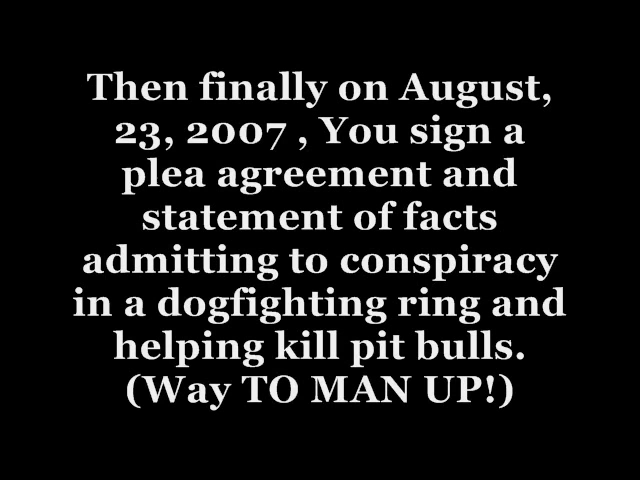 Then finally on August,
23, 2007 , You sign a
plea agreement and
statement of facts
admitting to conspiracy
in a dogfighting ring and
helping kill pit bulls.
(Way TO MAN UP!)